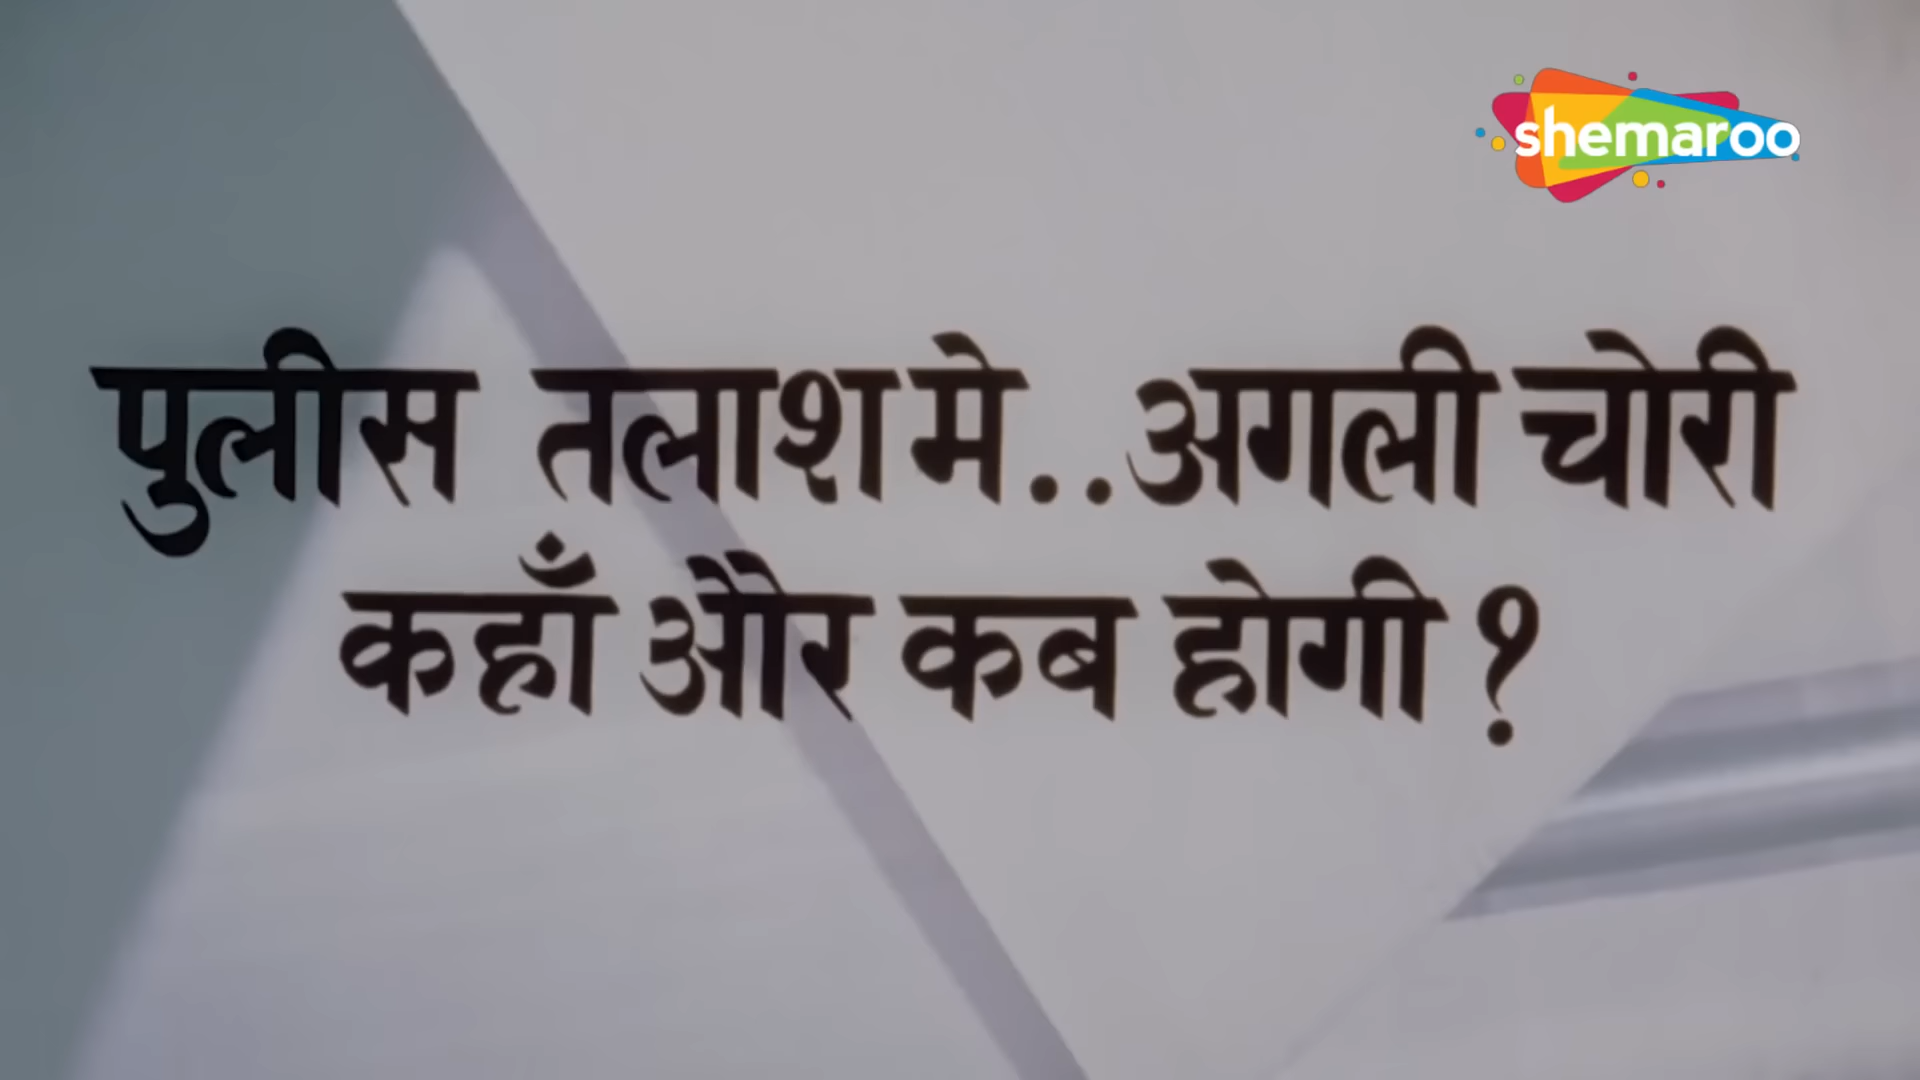 shemaroo
पुलीस तलाश मे..अगली चोरी
कहाँ और कब होगी ?